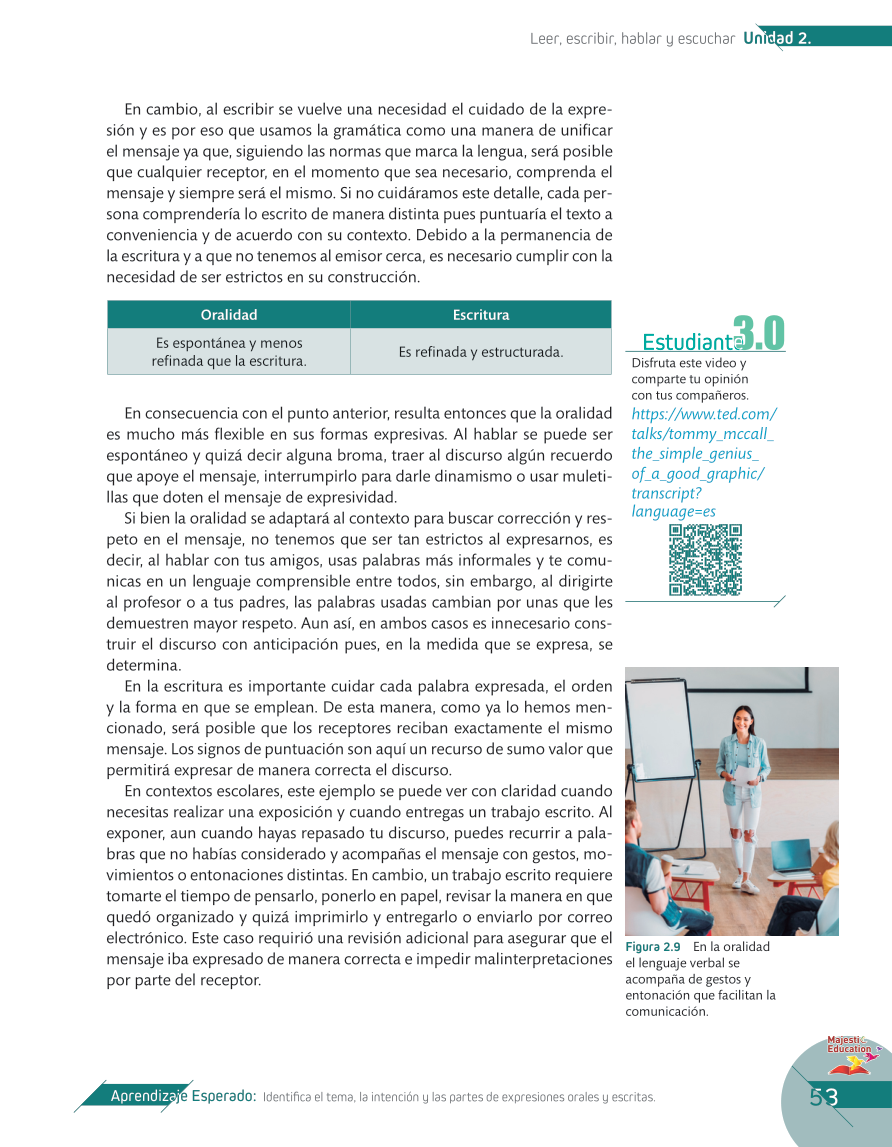 Leer, escribir, hablar y escuchar Unidad 2.
En cambio, al escribir se vuelve una necesidad el cuidado de la expre-
sión y es por eso que usamos la gramática como una manera de unificar
el mensaje ya que, siguiendo las normas que marca la lengua, será posible
que cualquier receptor, en el momento que sea necesario, comprenda el
mensaje y siempre será el mismo. Si no cuidáramos este detalle, cada per-
sona comprendería lo escrito de manera distinta pues puntuaría el texto a
conveniencia y de acuerdo con su contexto. Debido a la permanencia de
la escritura y a que no tenemos al emisor cerca, es necesario cumplir con la
necesidad de ser estrictos en su construcción.
Oralidad Escritura
Es espontánea y menos
refinada que la escritura.
Es refinada y estructurada.
En consecuencia con el punto anterior, resulta entonces que la oralidad
es mucho más flexible en sus formas expresivas. Al hablar se puede ser
espontáneo y quizá decir alguna broma, traer al discurso algún recuerdo
que apoye el mensaje, interrumpirlo para darle dinamismo o usar muleti-
llas que doten el mensaje de expresividad.
Si bien la oralidad se adaptará al contexto para buscar corrección y res-
peto en el mensaje, no tenemos que ser tan estrictos al expresarnos, es
decir, al hablar con tus amigos, usas palabras más informales y te comu-
nicas en un lenguaje comprensible entre todos, sin embargo, al dirigirte
al profesor o a tus padres, las palabras usadas cambian por unas que les
demuestren mayor respeto. Aun así, en ambos casos es innecesario cons-
truir el discurso con anticipación pues, en la medida que se expresa, se
determina.
En la escritura es importante cuidar cada palabra expresada, el orden
y la forma en que se emplean. De esta manera, como ya lo hemos men-
cionado, será posible que los receptores reciban exactamente el mismo
mensaje. Los signos de puntuación son aquí un recurso de sumo valor que
permitirá expresar de manera correcta el discurso.
En contextos escolares, este ejemplo se puede ver con claridad cuando
necesitas realizar una exposición y cuando entregas un trabajo escrito. Al
exponer, aun cuando hayas repasado tu discurso, puedes recurrir a pala-
bras que no habías considerado y acompañas el mensaje con gestos, mo-
vimientos o entonaciones distintas. En cambio, un trabajo escrito requiere
tomarte el tiempo de pensarlo, ponerlo en papel, revisar la manera en que
quedó organizado y quizá imprimirlo y entregarlo o enviarlo por correo
electrónico. Este caso requirió una revisión adicional para asegurar que el
mensaje iba expresado de manera correcta e impedir malinterpretaciones
por parte del receptor.
Estudiante 3.0
Disfruta este video y
comparte tu opinión
con tus compañeros.
https://www.ted.com/
talks/tommy_mccall_
the_simple_genius_
of_a_good_graphic/
transcript?
language=es
Figura 2.9 En la oralidad
el lenguaje verbal se
acompaña de gestos y
entonación que facilitan la
comunicación.
Majestic
Education
Aprendizaje Esperado: Identifica el tema, la intención y las partes de expresiones orales y escritas.
53